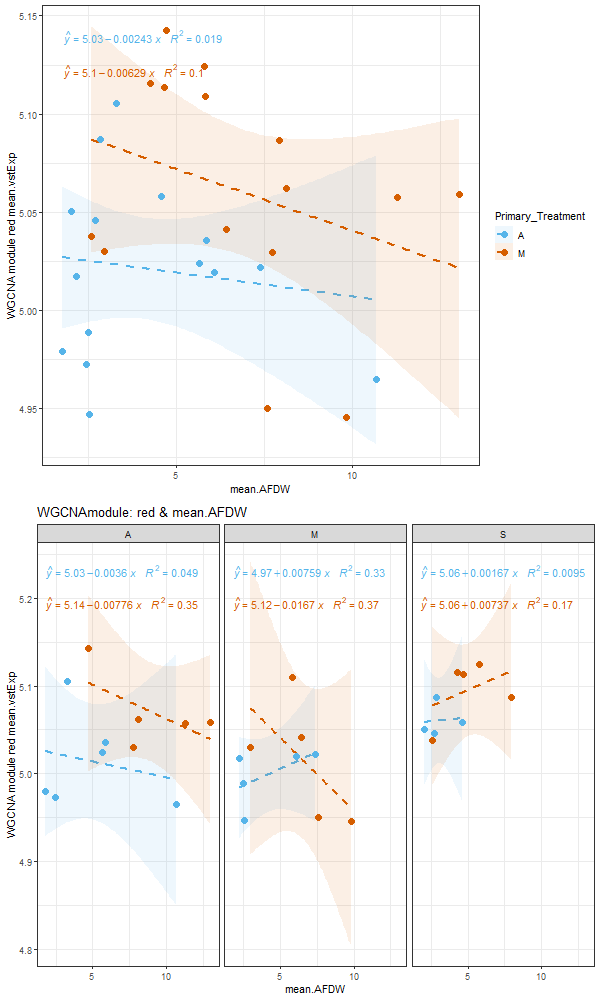 5.15
ŷ = 5.03 − 0.00243 x   R² = 0.019
ŷ = 5.1 − 0.00629 x   R² = 0.1
5.10
5.05
5.00
4.95
WGCNA module red mean.vstExp
5
10
mean.AFDW
Primary_Treatment
A
M
WGCNAmodule: red & mean.AFDW
A
M
S
ŷ = 5.03 − 0.0036 x   R² = 0.049
ŷ = 4.97 + 0.00759 x   R² = 0.33
ŷ = 5.06 + 0.00167 x   R² = 0.0095
ŷ = 5.14 − 0.00776 x   R² = 0.35
ŷ = 5.12 − 0.0167 x   R² = 0.37
ŷ = 5.06 + 0.00737 x   R² = 0.17
5.2
5.1
5.0
4.9
4.8
WGCNA module red mean.vstExp
5
10
5
10
5
10
mean.AFDW